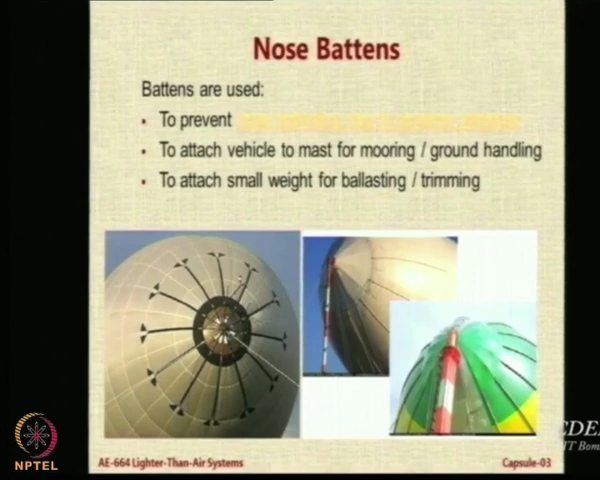 Nose Battens
Battens are used:
▪ To prevent
▪ To attach vehicle to mast for mooring / ground handling
▪ To attach small weight for ballasting / trimming
NPTEL
AE-664 Lighter-Than-Air Systems
Capsule-03